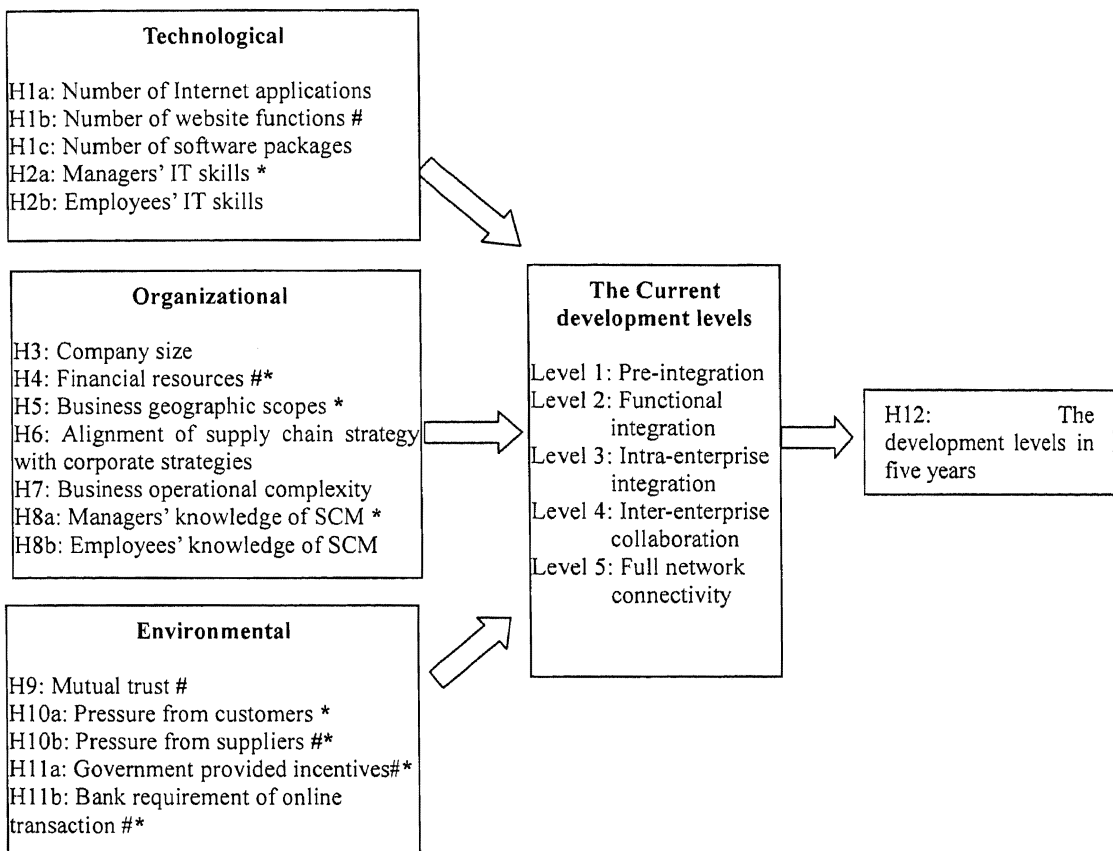 Technological
H1a: Number of Internet applications
H1b: Number of website functions #
H1c: Number of software packages
H2a: Managers' IT skills *
H2b: Employees' IT skills
Organizational
H3: Company size
H4: Financial resources #*
H5: Business geographic scopes *
H6: Alignment of supply chain strategy
with corporate strategies
H7: Business operational complexity
H8a: Managers' knowledge of SCM *
H8b: Employees' knowledge of SCM
Environmental
H9: Mutual trust #
H10a: Pressure from customers *
H10b: Pressure from suppliers #*
H11a: Government provided incentives#*
H11b: Bank requirement of online
transaction #*
The Current
development levels
Level 1: Pre-integration
Level 2: Functional
integration
Level 3: Intra-enterprise
integration
Level 4: Inter-enterprise
collaboration
Level 5: Full network
connectivity
H12: The
development levels in
five years